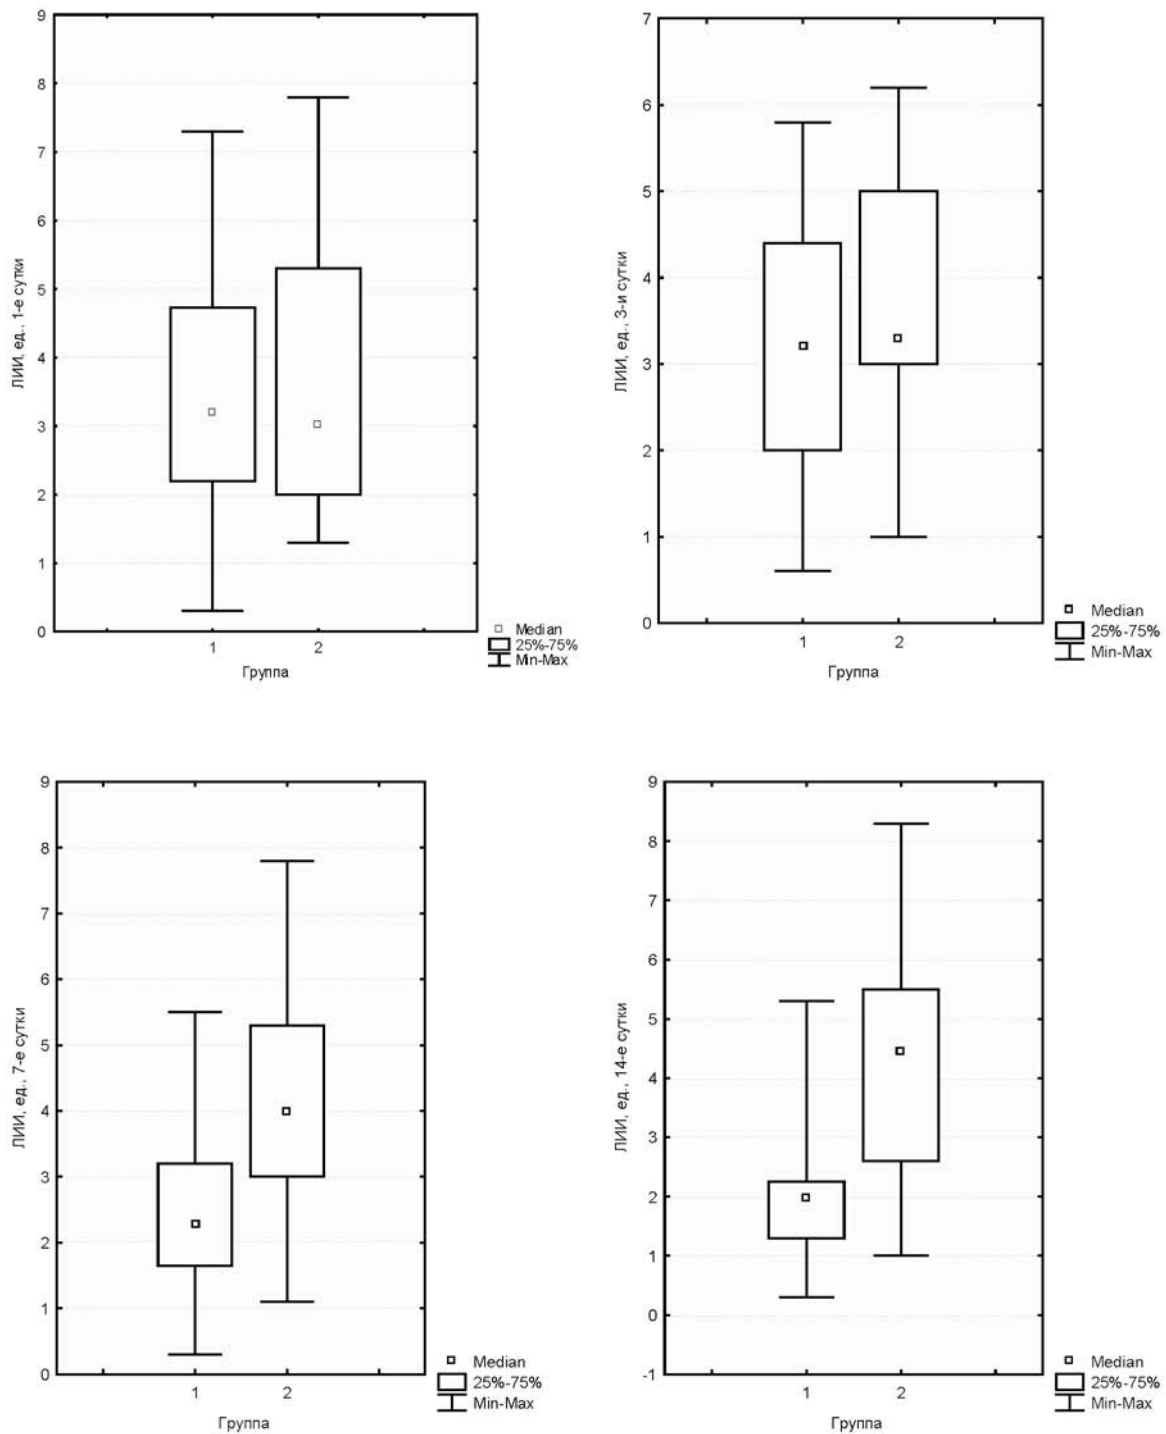 9
8
7
6
5
4
3
2
1
0
ЛИИ, ед., 1-е сутки
1 2
Группа
Median
25%-75%
Min-Max
7
6
5
4
3
2
1
0
ЛИИ, ед., 3-и сутки
1 2
Группа
Median
25%-75%
Min-Max
9
8
7
6
5
4
3
2
1
0
ЛИИ, ед., 7-е сутки
1 2
Группа
Median
25%-75%
Min-Max
9
8
7
6
5
4
3
2
1
0
-1
ЛИИ, ед., 14-е сутки
1 2
Группа
Median
25%-75%
Min-Max